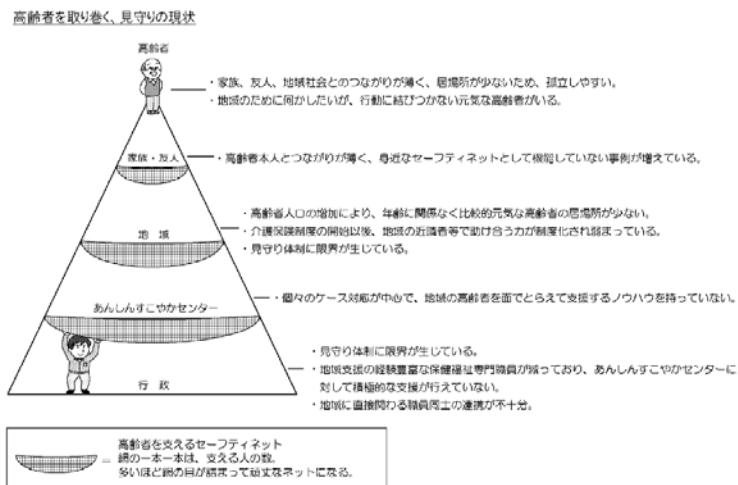 高齢者を取り巻く、見守りの現状
高齢者
・家族、友人、地域社会とのつながりが薄く、居場所が少ないため、孤立しやすい。
・地域のために何かしたいが、行動に結びつかない元気な高齢者がいる。
家族・友人
・高齢者本人とつながりが薄く、身近なセーフティネットとして機能していない事例が増えている。
・高齢者人口の増加により、年齢に関係なく比較的元気な高齢者の居場所が少ない。
・介護保険制度の開始以後、地域の近隣者等で助け合う力が制度化され弱まっている。
・見守り体制に限界が生じている。
地 域
・個々のケース対応が中心で、地域の高齢者を面でとらえて支援するノウハウを持っていない。
あんしんすこやかセンター
・見守り体制に限界が生じている。
・地域支援の経験豊富な保健福祉専門職員が減っており、あんしんすこやかセンターに
対して積極的な支援が行えていない。
・地域に直接関わる職員同士の連携が不十分。
行 政
高齢者を支えるセーフティネット
= 網の一本一本は、支える人の数。
多いほど網の目が詰まって頑丈なネットになる。